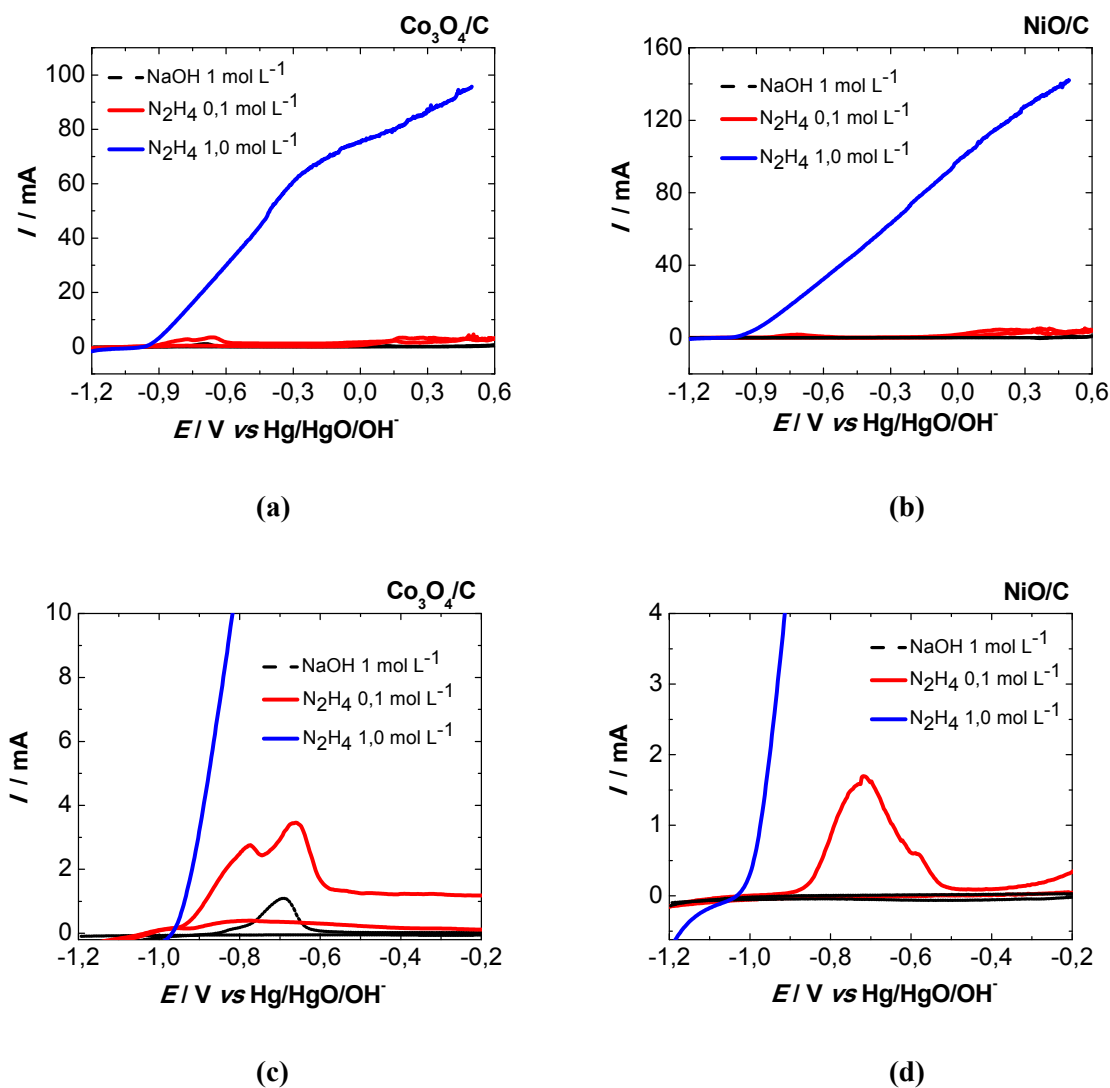 Co₃O₄/C
NaOH 1 mol L⁻¹
N₂H₄ 0,1 mol L⁻¹
N₂H₄ 1,0 mol L⁻¹
100
80
60
40
20
0
I / mA
-1,2 -0,9 -0,6 -0,3 0,0 0,3 0,6
E / V vs Hg/HgO/OH⁻
(a)
NiO/C
NaOH 1 mol L⁻¹
N₂H₄ 0,1 mol L⁻¹
N₂H₄ 1,0 mol L⁻¹
160
120
80
40
0
I / mA
-1,2 -0,9 -0,6 -0,3 0,0 0,3 0,6
E / V vs Hg/HgO/OH⁻
(b)
Co₃O₄/C
NaOH 1 mol L⁻¹
N₂H₄ 0,1 mol L⁻¹
N₂H₄ 1,0 mol L⁻¹
10
8
6
4
2
0
I / mA
-1,2 -1,0 -0,8 -0,6 -0,4 -0,2
E / V vs Hg/HgO/OH⁻
(c)
NiO/C
NaOH 1 mol L⁻¹
N₂H₄ 0,1 mol L⁻¹
N₂H₄ 1,0 mol L⁻¹
4
3
2
1
0
I / mA
-1,2 -1,0 -0,8 -0,6 -0,4 -0,2
E / V vs Hg/HgO/OH⁻
(d)